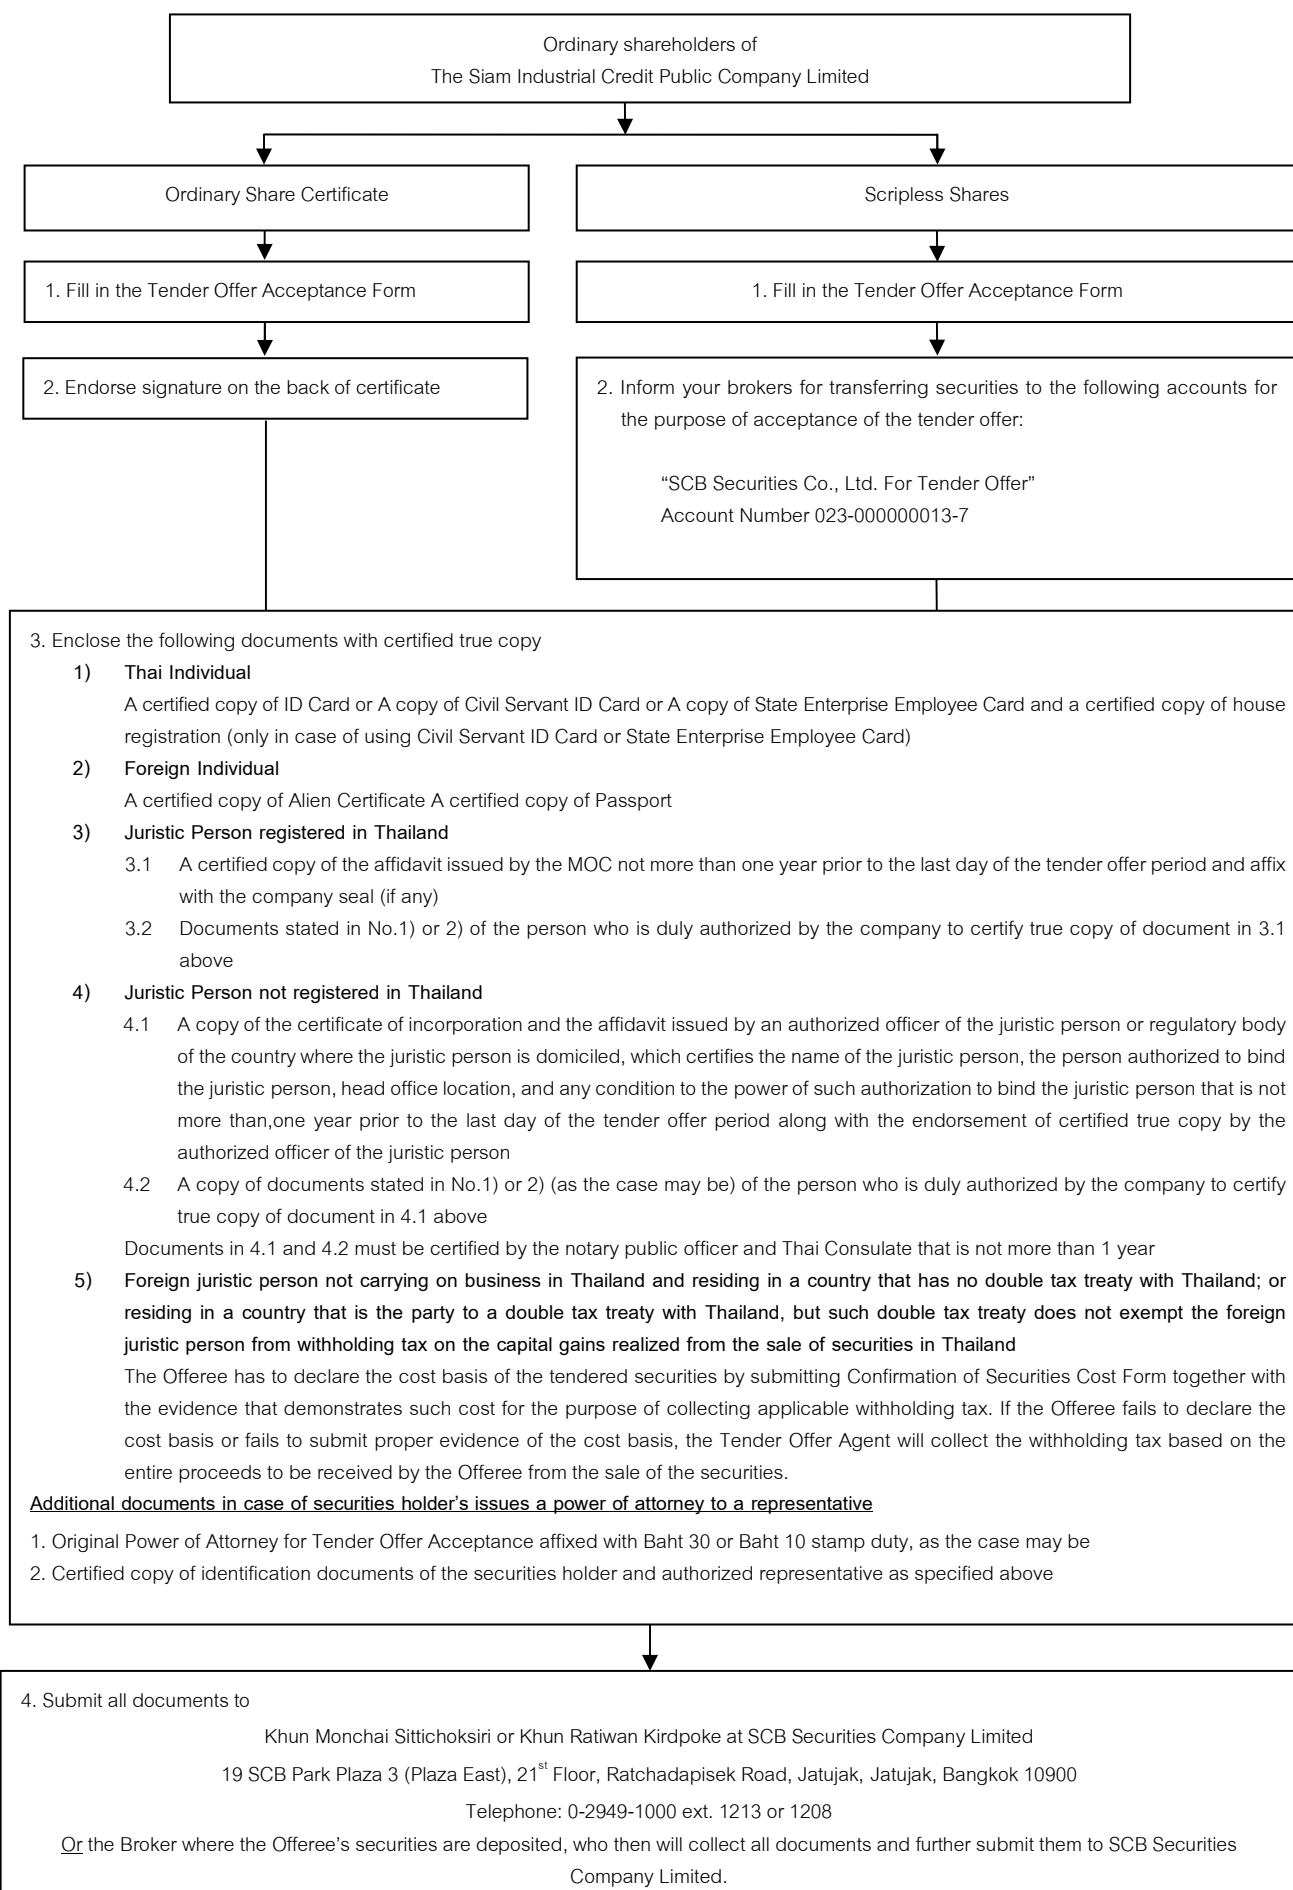 Ordinary shareholders of
The Siam Industrial Credit Public Company Limited
Ordinary Share Certificate
Scripless Shares
1. Fill in the Tender Offer Acceptance Form
1. Fill in the Tender Offer Acceptance Form
2. Endorse signature on the back of certificate
2. Inform your brokers for transferring securities to the following accounts for
the purpose of acceptance of the tender offer:
“SCB Securities Co., Ltd. For Tender Offer”
Account Number 023-000000013-7
3. Enclose the following documents with certified true copy
1) Thai Individual
A certified copy of ID Card or A copy of Civil Servant ID Card or A copy of State Enterprise Employee Card and a certified copy of house
registration (only in case of using Civil Servant ID Card or State Enterprise Employee Card)
2) Foreign Individual
A certified copy of Alien Certificate A certified copy of Passport
3) Juristic Person registered in Thailand
3.1 A certified copy of the affidavit issued by the MOC not more than one year prior to the last day of the tender offer period and affix
with the company seal (if any)
3.2 Documents stated in No.1) or 2) of the person who is duly authorized by the company to certify true copy of document in 3.1
above
4) Juristic Person not registered in Thailand
4.1 A copy of the certificate of incorporation and the affidavit issued by an authorized officer of the juristic person or regulatory body
of the country where the juristic person is domiciled, which certifies the name of the juristic person, the person authorized to bind
the juristic person, head office location, and any condition to the power of such authorization to bind the juristic person that is not
more than,one year prior to the last day of the tender offer period along with the endorsement of certified true copy by the
authorized officer of the juristic person
4.2 A copy of documents stated in No.1) or 2) (as the case may be) of the person who is duly authorized by the company to certify
true copy of document in 4.1 above
Documents in 4.1 and 4.2 must be certified by the notary public officer and Thai Consulate that is not more than 1 year
5) Foreign juristic person not carrying on business in Thailand and residing in a country that has no double tax treaty with Thailand; or
residing in a country that is the party to a double tax treaty with Thailand, but such double tax treaty does not exempt the foreign
juristic person from withholding tax on the capital gains realized from the sale of securities in Thailand
The Offeree has to declare the cost basis of the tendered securities by submitting Confirmation of Securities Cost Form together with
the evidence that demonstrates such cost for the purpose of collecting applicable withholding tax. If the Offeree fails to declare the
cost basis or fails to submit proper evidence of the cost basis, the Tender Offer Agent will collect the withholding tax based on the
entire proceeds to be received by the Offeree from the sale of the securities.
Additional documents in case of securities holder’s issues a power of attorney to a representative
1. Original Power of Attorney for Tender Offer Acceptance affixed with Baht 30 or Baht 10 stamp duty, as the case may be
2. Certified copy of identification documents of the securities holder and authorized representative as specified above
4. Submit all documents to
Khun Monchai Sittichoksiri or Khun Ratiwan Kirdpoke at SCB Securities Company Limited
19 SCB Park Plaza 3 (Plaza East), 21st Floor, Ratchadapisek Road, Jatujak, Jatujak, Bangkok 10900
Telephone: 0-2949-1000 ext. 1213 or 1208
Or the Broker where the Offeree’s securities are deposited, who then will collect all documents and further submit them to SCB Securities
Company Limited.